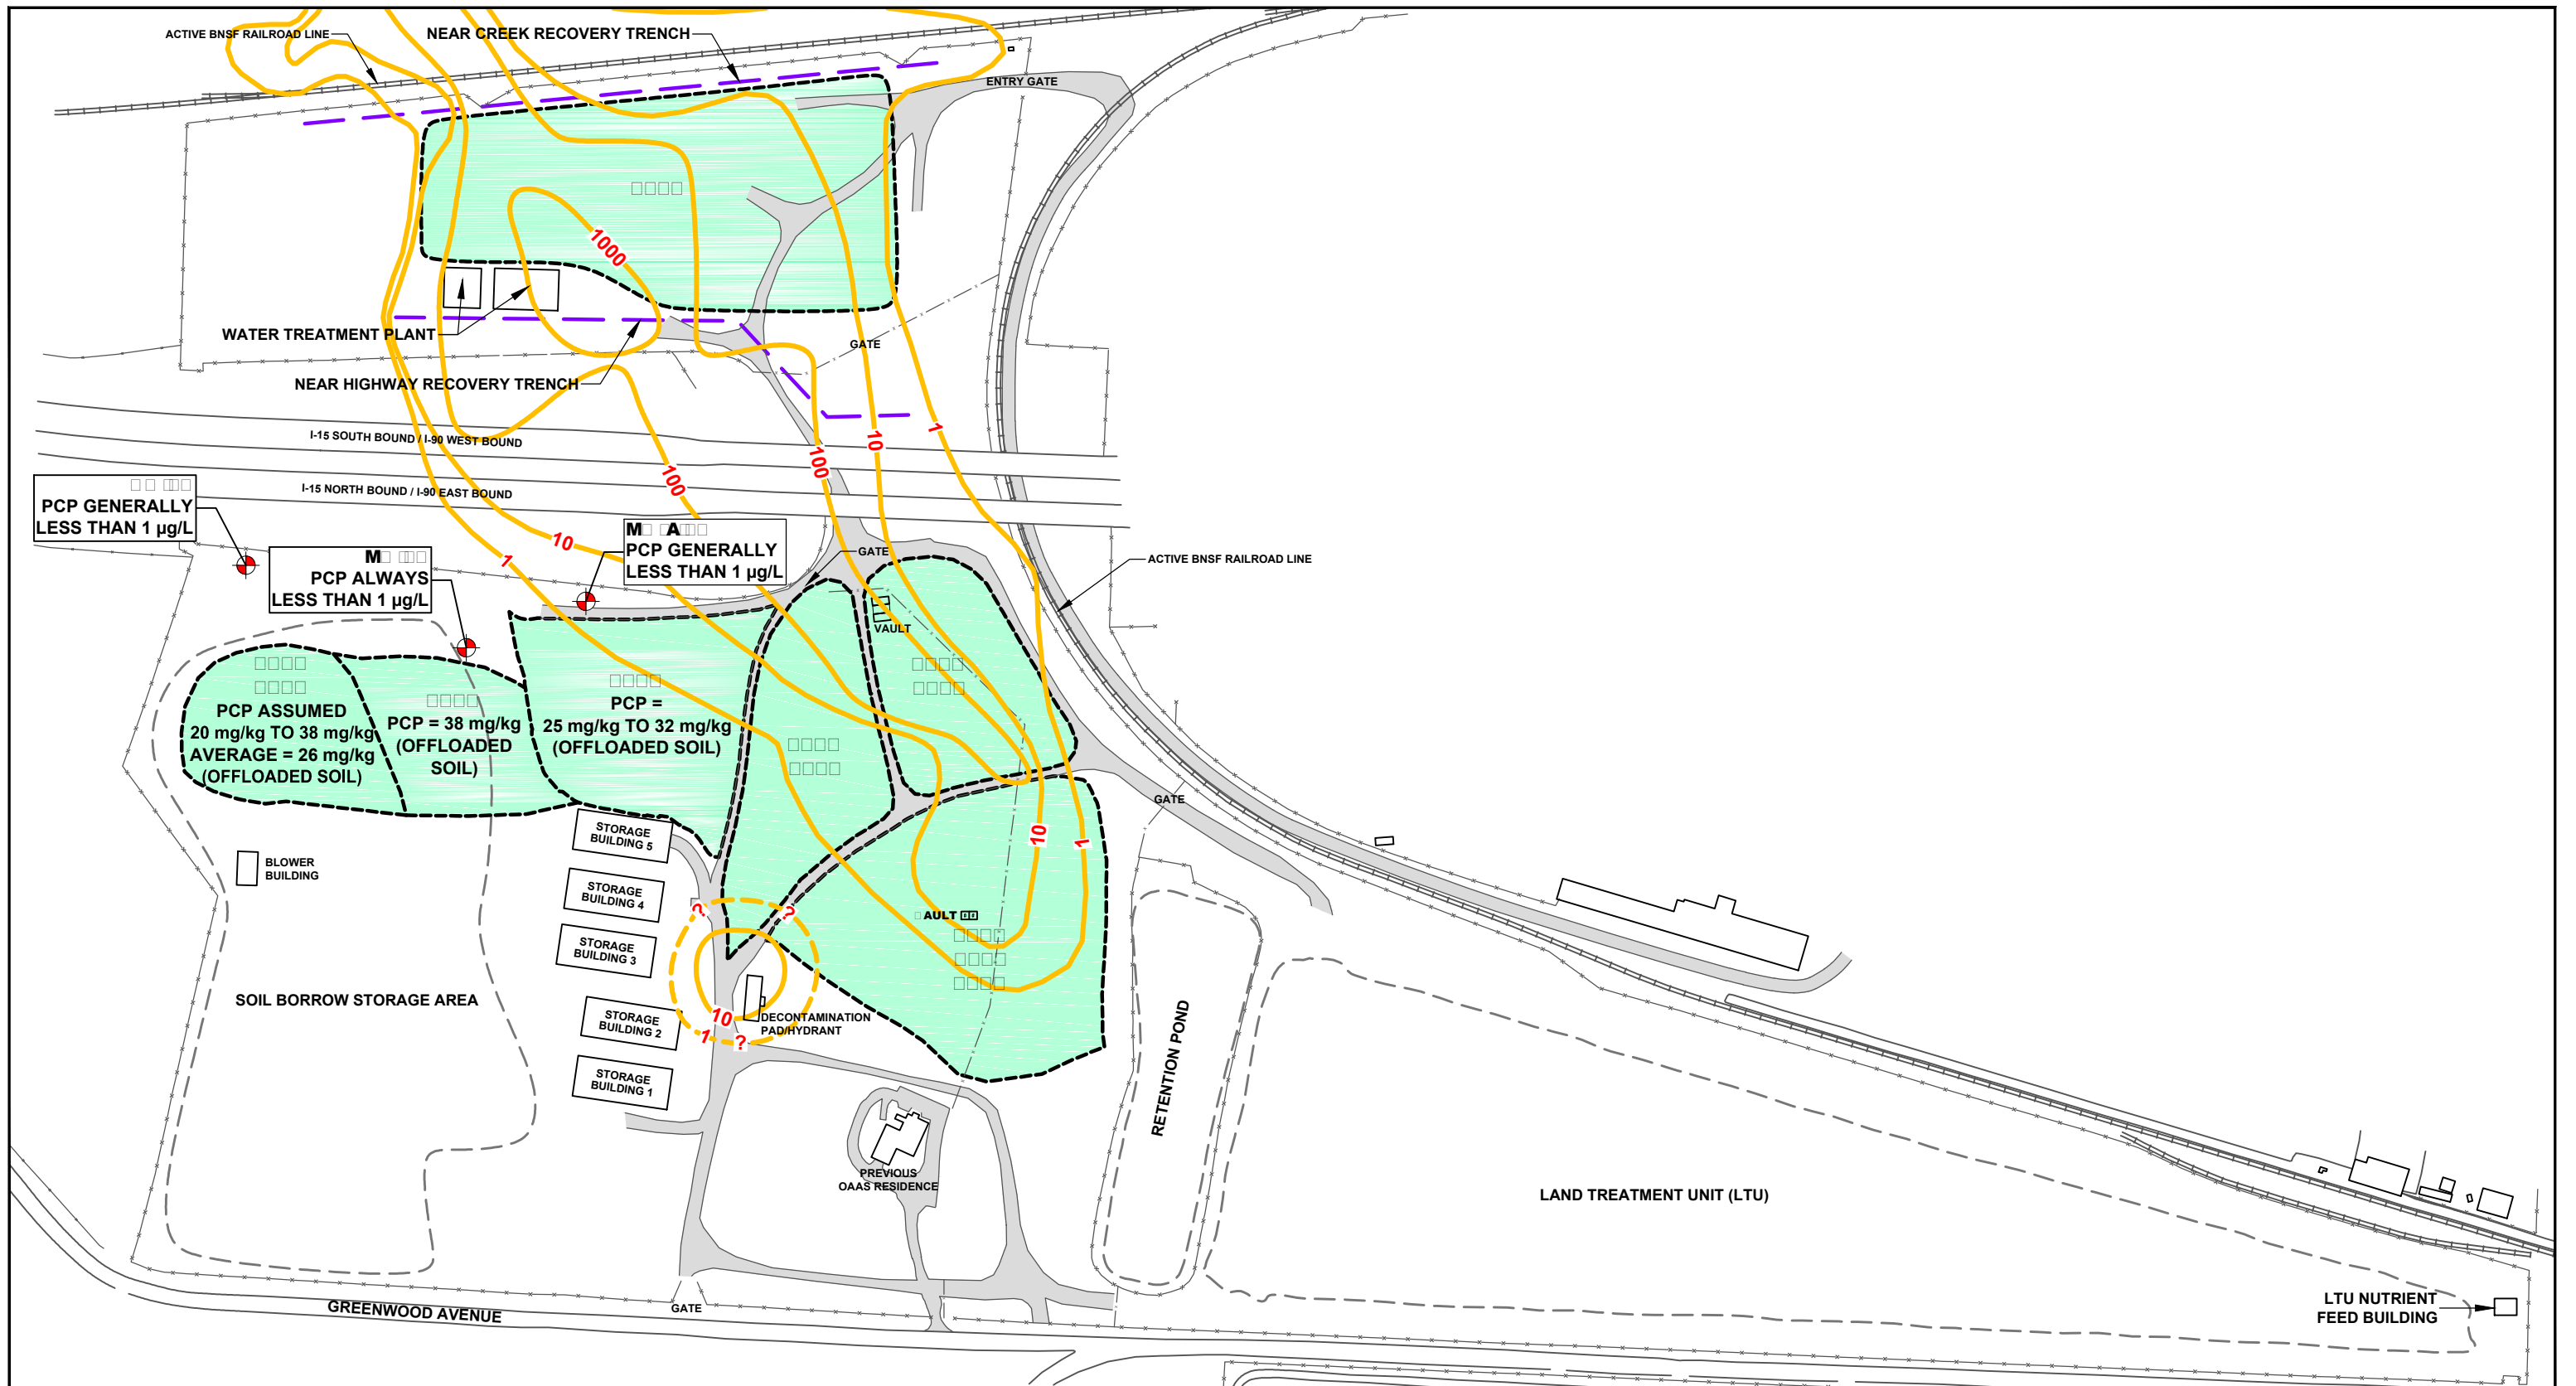 ACTIVE BNSF RAILROAD LINE
NEAR CREEK RECOVERY TRENCH
ENTRY GATE
1000
WATER TREATMENT PLANT
GATE
NEAR HIGHWAY RECOVERY TRENCH
1
10
100
100
I-15 SOUTH BOUND / I-90 WEST BOUND
I-15 NORTH BOUND / I-90 EAST BOUND
PCP GENERALLY
LESS THAN 1 µg/L
PCP ALWAYS
LESS THAN 1 µg/L
PCP GENERALLY
LESS THAN 1 µg/L
10
1
GATE
ACTIVE BNSF RAILROAD LINE
VAULT
PCP ASSUMED
20 mg/kg TO 38 mg/kg
AVERAGE = 26 mg/kg
(OFFLOADED SOIL)
PCP = 38 mg/kg
(OFFLOADED
SOIL)
PCP =
25 mg/kg TO 32 mg/kg
(OFFLOADED SOIL)
GATE
10
1
STORAGE
BUILDING 5
BLOWER
BUILDING
STORAGE
BUILDING 4
?
?
AULT
STORAGE
BUILDING 3
SOIL BORROW STORAGE AREA
STORAGE
BUILDING 2
10
1
?
DECONTAMINATION
PAD/HYDRANT
STORAGE
BUILDING 1
RETENTION POND
PREVIOUS
OAAS RESIDENCE
LAND TREATMENT UNIT (LTU)
GREENWOOD AVENUE
GATE
LTU NUTRIENT
FEED BUILDING